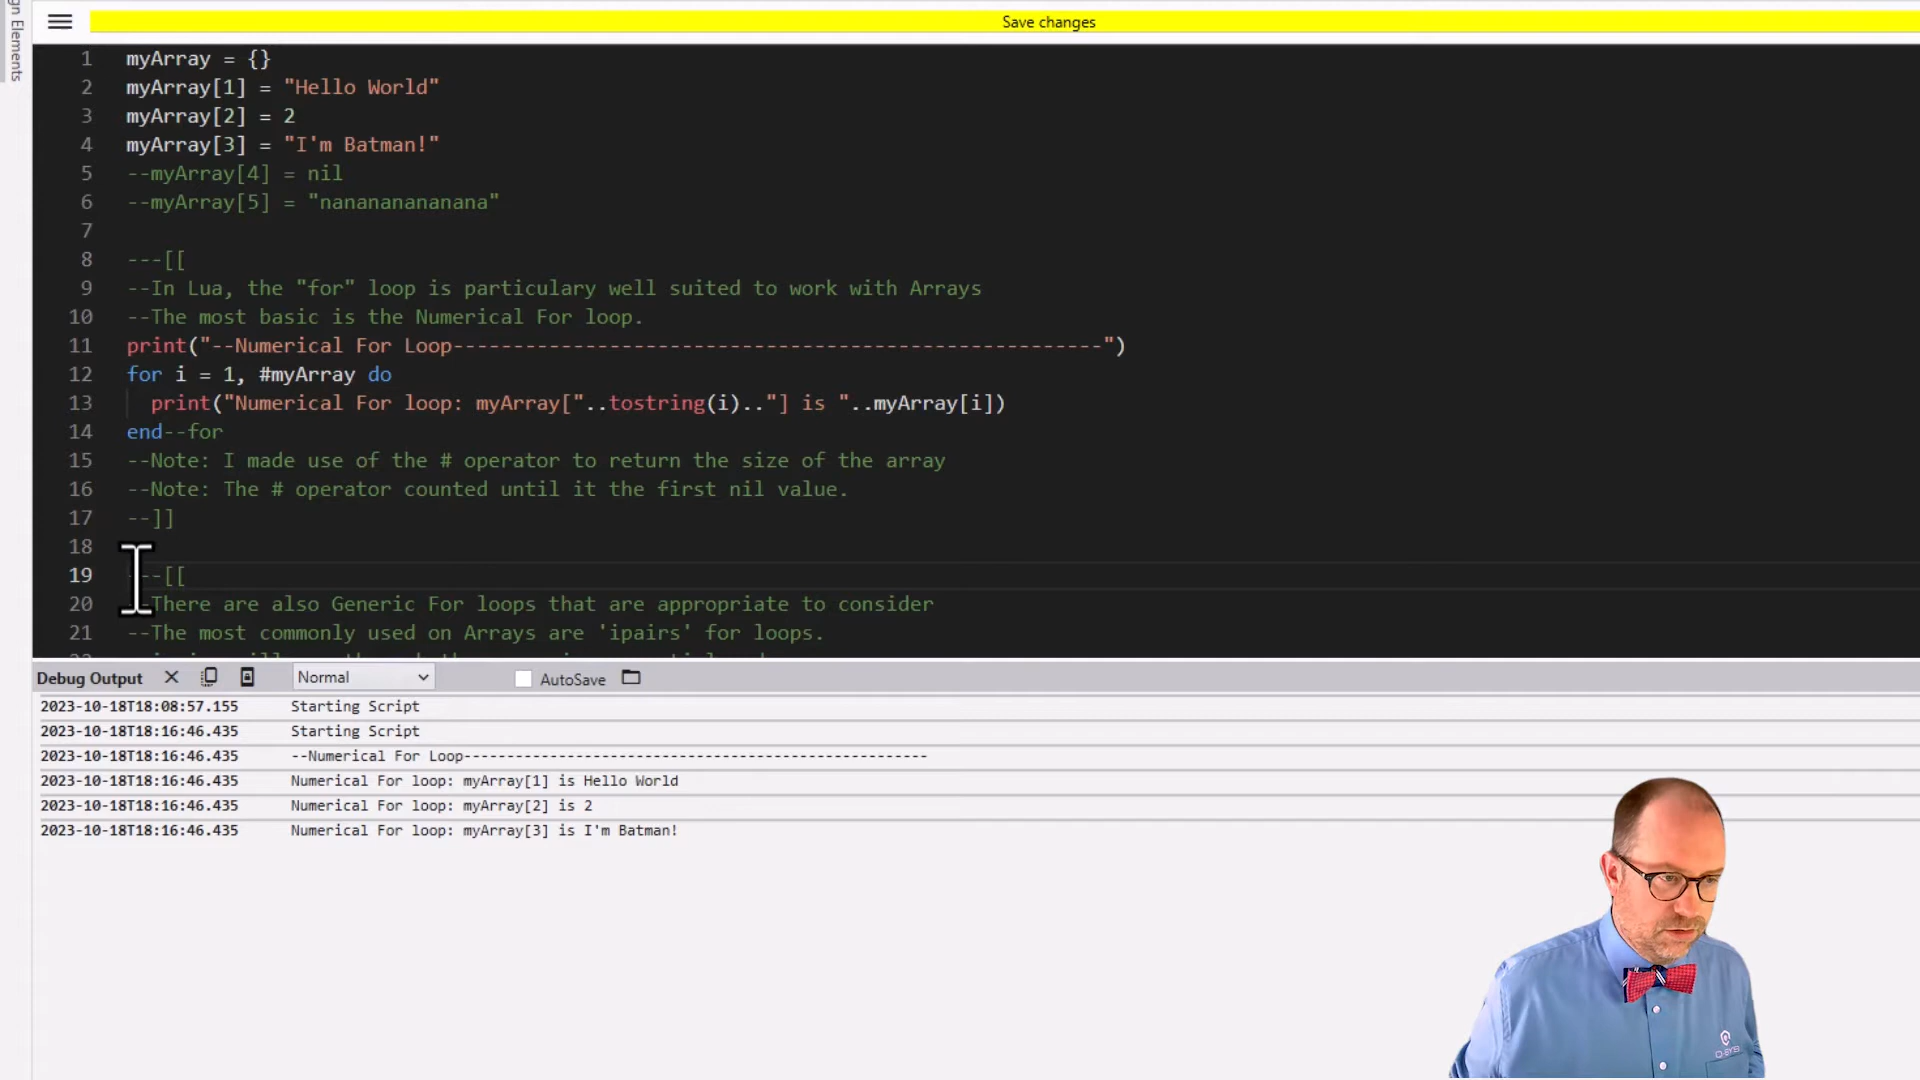 gn Elements
Save changes
1 myArray = {}
2 myArray[1] = "Hello World"
3 myArray[2] = 2
4 myArray[3] = "I'm Batman!"
5 --myArray[4] = nil
6 --myArray[5] = "nanananananana"
7
8 ---[[
9 --In Lua, the "for" loop is particulary well suited to work with Arrays
10 --The most basic is the Numerical For loop.
11 print("--Numerical For Loop------------------------------------------------------")
12 for i = 1, #myArray do
13 print("Numerical For loop: myArray["..tostring(i).."] is "..myArray[i])
14 end--for
15 --Note: I made use of the # operator to return the size of the array
16 --Note: The # operator counted until it the first nil value.
17 --]]
18
19 ---[[
20 --There are also Generic For loops that are appropriate to consider
21 --The most commonly used on Arrays are 'ipairs' for loops.
Debug Output Normal AutoSave
2023-10-18T18:08:57.155 Starting Script
2023-10-18T18:16:46.435 Starting Script
2023-10-18T18:16:46.435 --Numerical For Loop------------------------------------------------------
2023-10-18T18:16:46.435 Numerical For loop: myArray[1] is Hello World
2023-10-18T18:16:46.435 Numerical For loop: myArray[2] is 2
2023-10-18T18:16:46.435 Numerical For loop: myArray[3] is I'm Batman!
Q-SYS